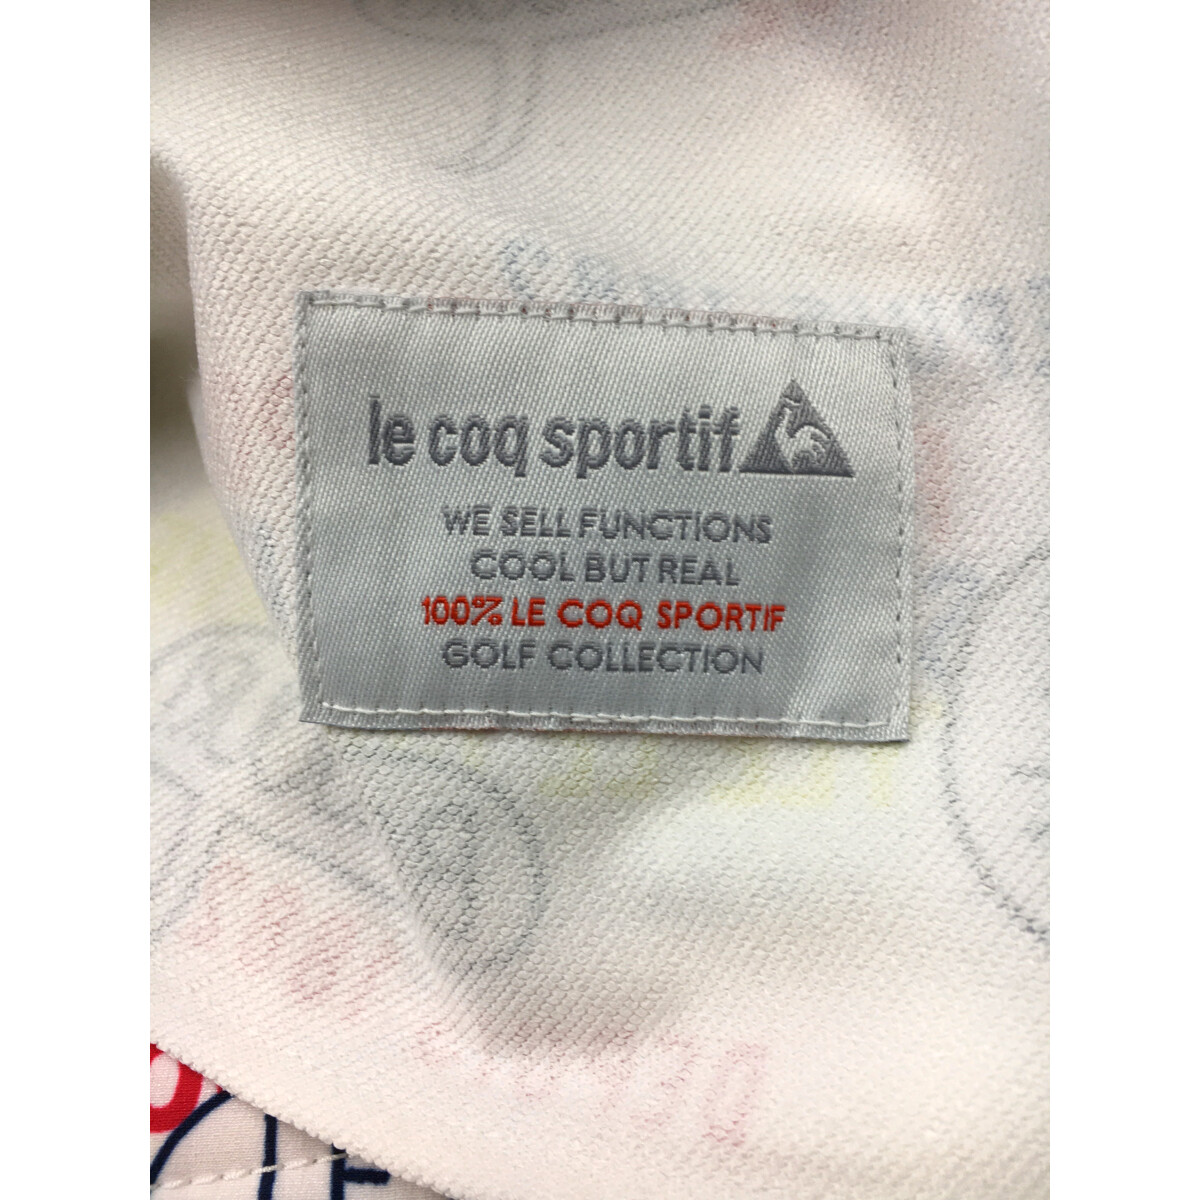 le coq sportif
WE SELL FUNCTIONS
COOL BUT REAL
100% LE COQ SPORTIF
GOLF COLLECTION